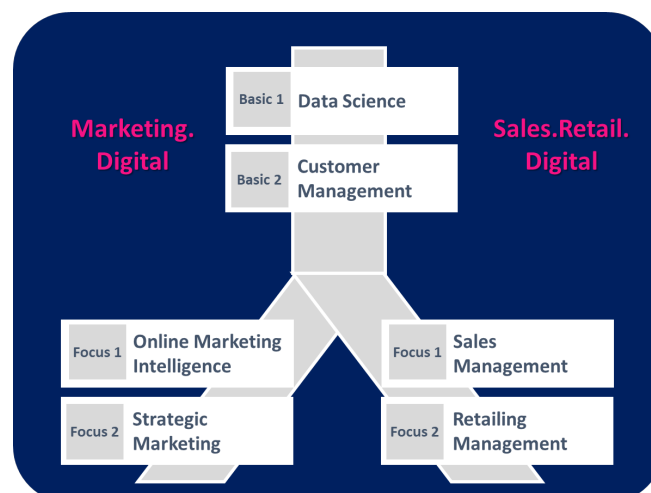 Basic 1
Data Science
Marketing.
Digital
Sales.Retail.
Digital
Basic 2
Customer
Management
Focus 1
Online Marketing
Intelligence
Focus 2
Strategic
Marketing
Focus 1
Sales
Management
Focus 2
Retailing
Management